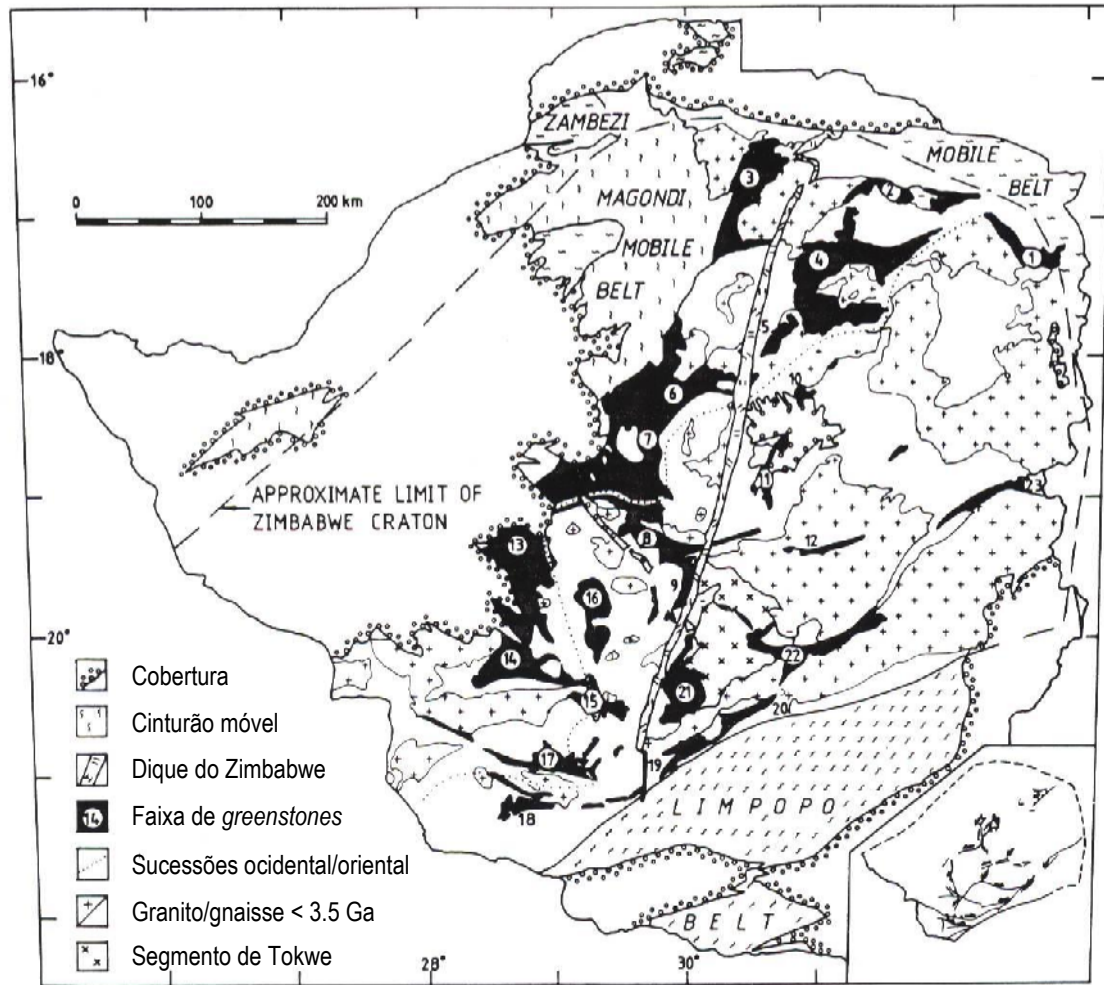 16°
ZAMBEZI
MOBILE
BELT
3
2
MAGONDI
MOBILE
BELT
0 100 200 km
4
1
5
18°
6
10
7
11
APPROXIMATE LIMIT OF
ZIMBABWE CRATON
23
13
8
12
9
16
20°
14
22
15
21
20
17
19
18
LIMPOPO
BELT
Cobertura
Cinturão móvel
Dique do Zimbabwe
14 Faixa de greenstones
Sucessões ocidental/oriental
Granito/gnaisse < 3.5 Ga
Segmento de Tokwe
28° 30°